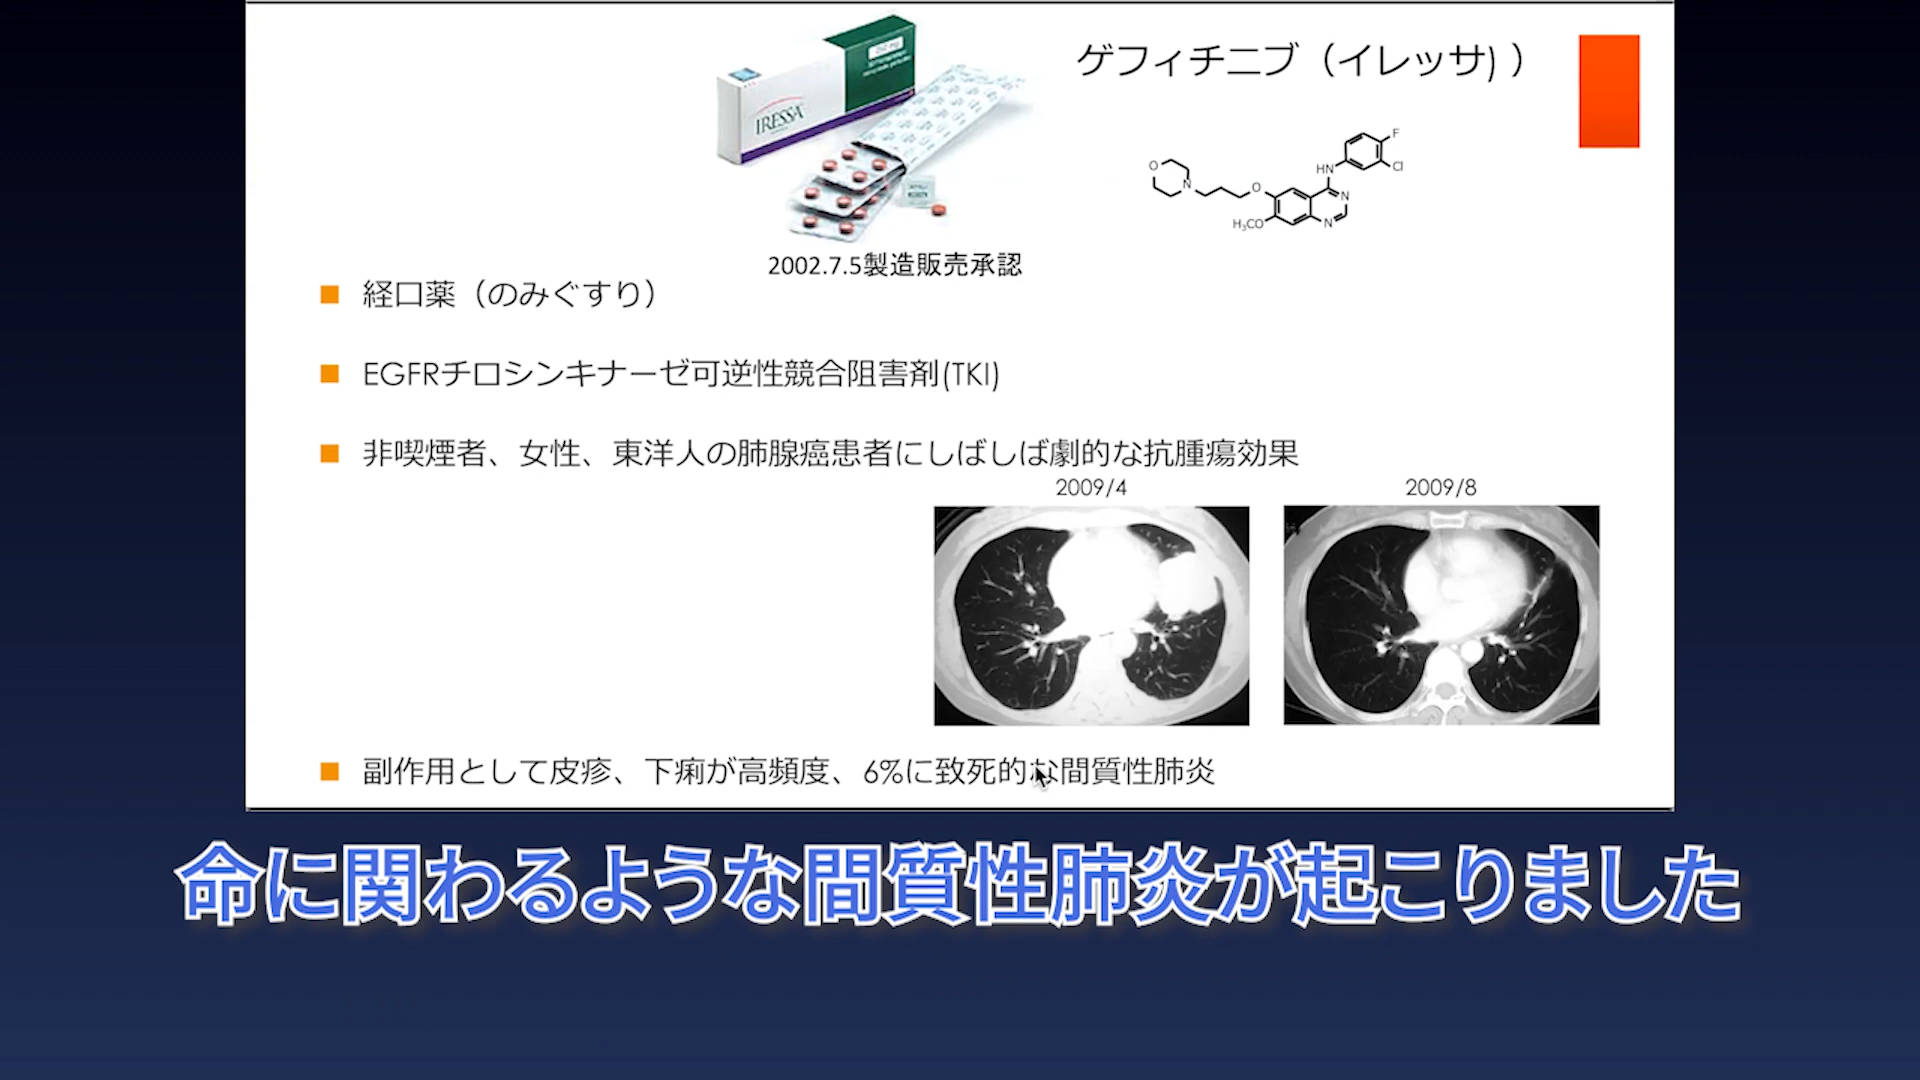 ゲフィチニブ（イレッサ)）
IRESSA
F
Cl
HN
O
N
O
N
H₃CO
N
2002.7.5製造販売承認
経口薬（のみぐすり）
EGFRチロシンキナーゼ可逆性競合阻害剤(TKI)
非喫煙者、女性、東洋人の肺腺癌患者にしばしば劇的な抗腫瘍効果
2009/4
2009/8
副作用として皮疹、下痢が高頻度、6%に致死的な間質性肺炎
命に関わるような間質性肺炎が起こりました